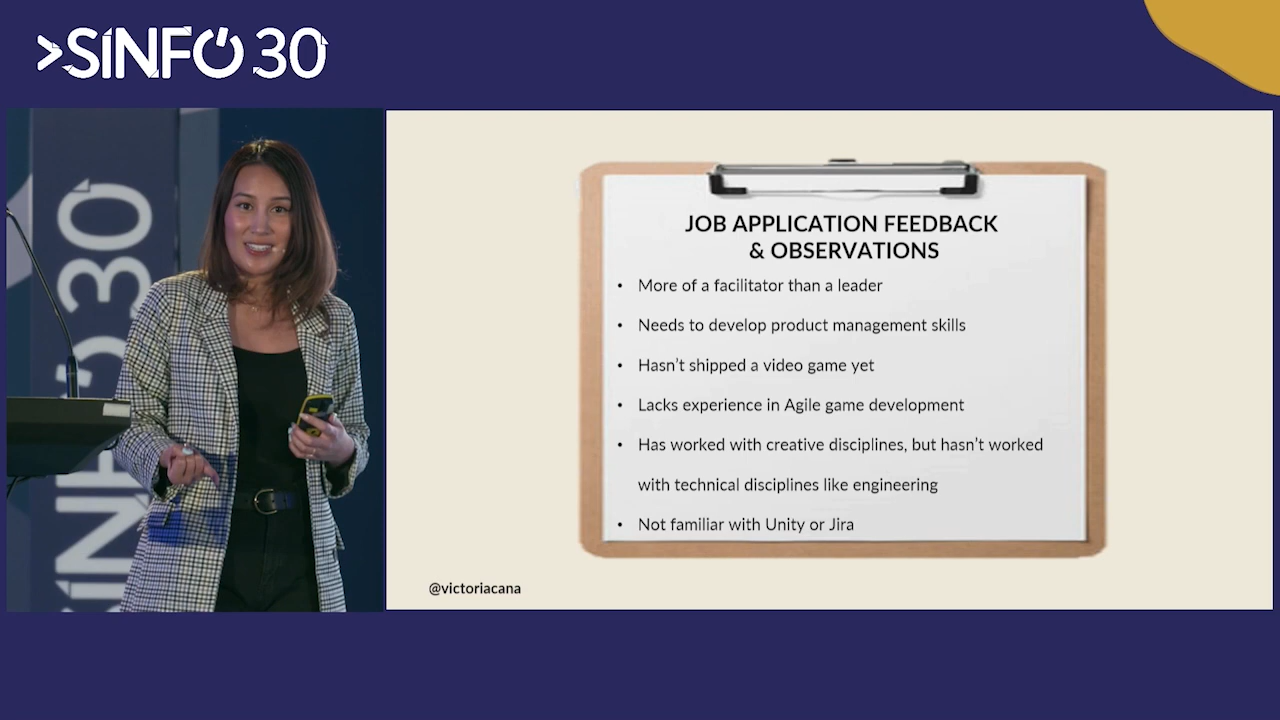 >SINFO 30
SINFO 30
JOB APPLICATION FEEDBACK
& OBSERVATIONS
• More of a facilitator than a leader
• Needs to develop product management skills
• Hasn't shipped a video game yet
• Lacks experience in Agile game development
• Has worked with creative disciplines, but hasn't worked
with technical disciplines like engineering
• Not familiar with Unity or Jira
@victoriacana